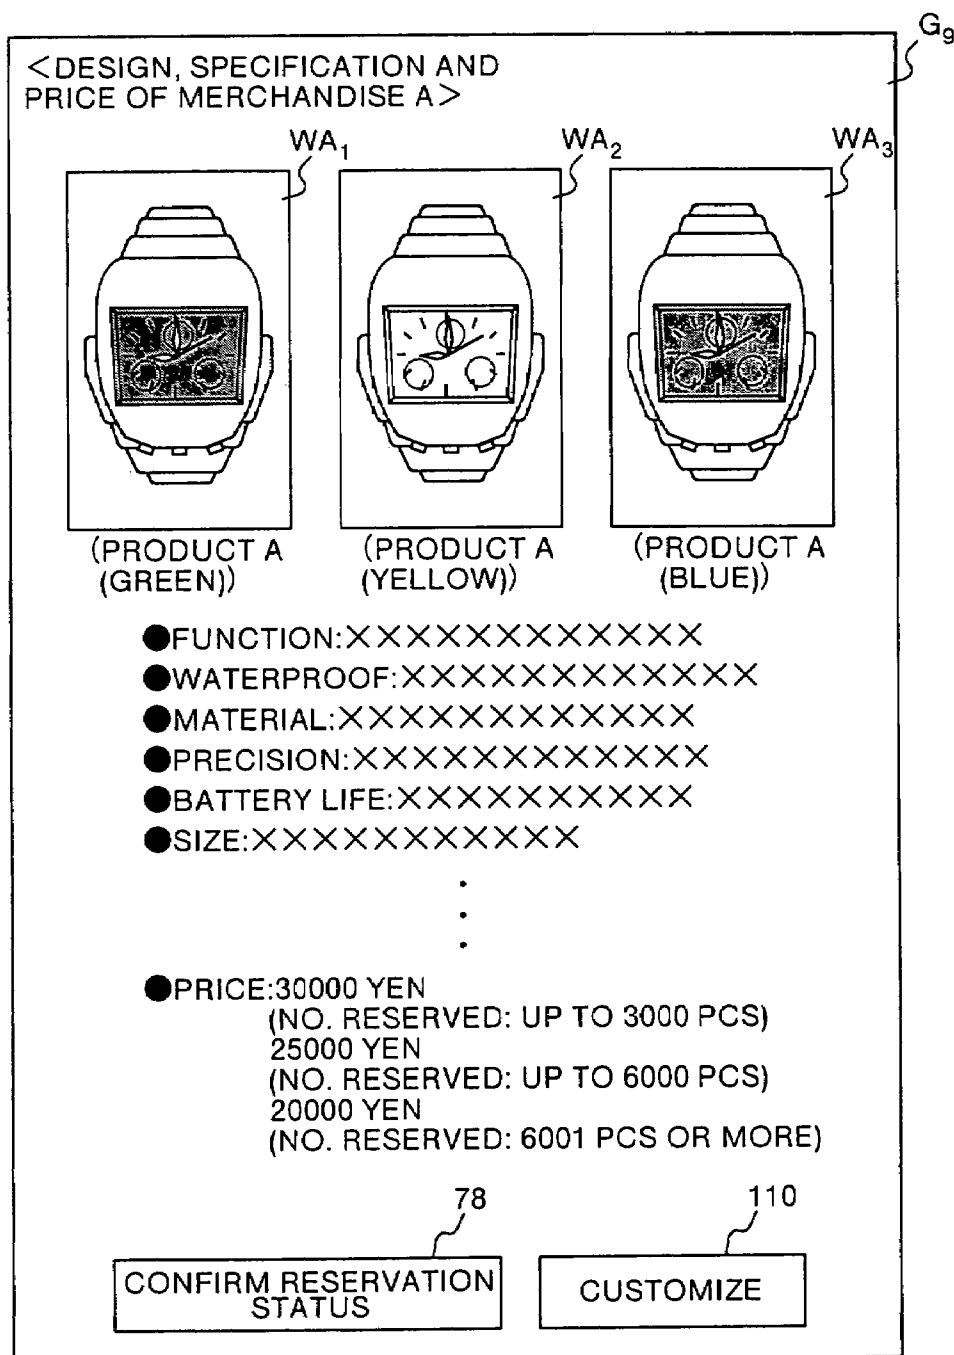 G9
<DESIGN, SPECIFICATION AND
PRICE OF MERCHANDISE A>
WA1 WA2 WA3
(PRODUCT A (PRODUCT A (PRODUCT A
(GREEN)) (YELLOW)) (BLUE))
●FUNCTION:XXXXXXXXXXXX
●WATERPROOF:XXXXXXXXXXXX
●MATERIAL:XXXXXXXXXXXX
●PRECISION:XXXXXXXXXXXX
●BATTERY LIFE:XXXXXXXXXX
●SIZE:XXXXXXXXXXX
●PRICE:30000 YEN
(NO. RESERVED: UP TO 3000 PCS)
25000 YEN
(NO. RESERVED: UP TO 6000 PCS)
20000 YEN
(NO. RESERVED: 6001 PCS OR MORE)
78 110
CONFIRM RESERVATION
STATUS
CUSTOMIZE